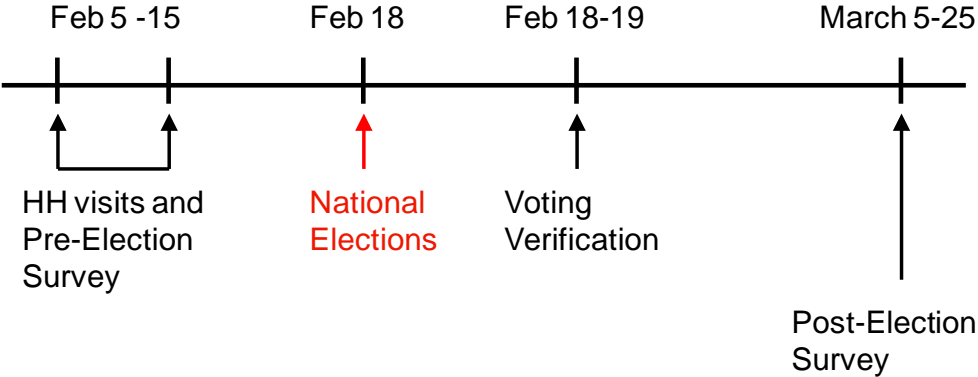 Feb 5 -15
Feb 18
Feb 18-19
March 5-25
HH visits and
Pre-Election
Survey
National
Elections
Voting
Verification
Post-Election
Survey